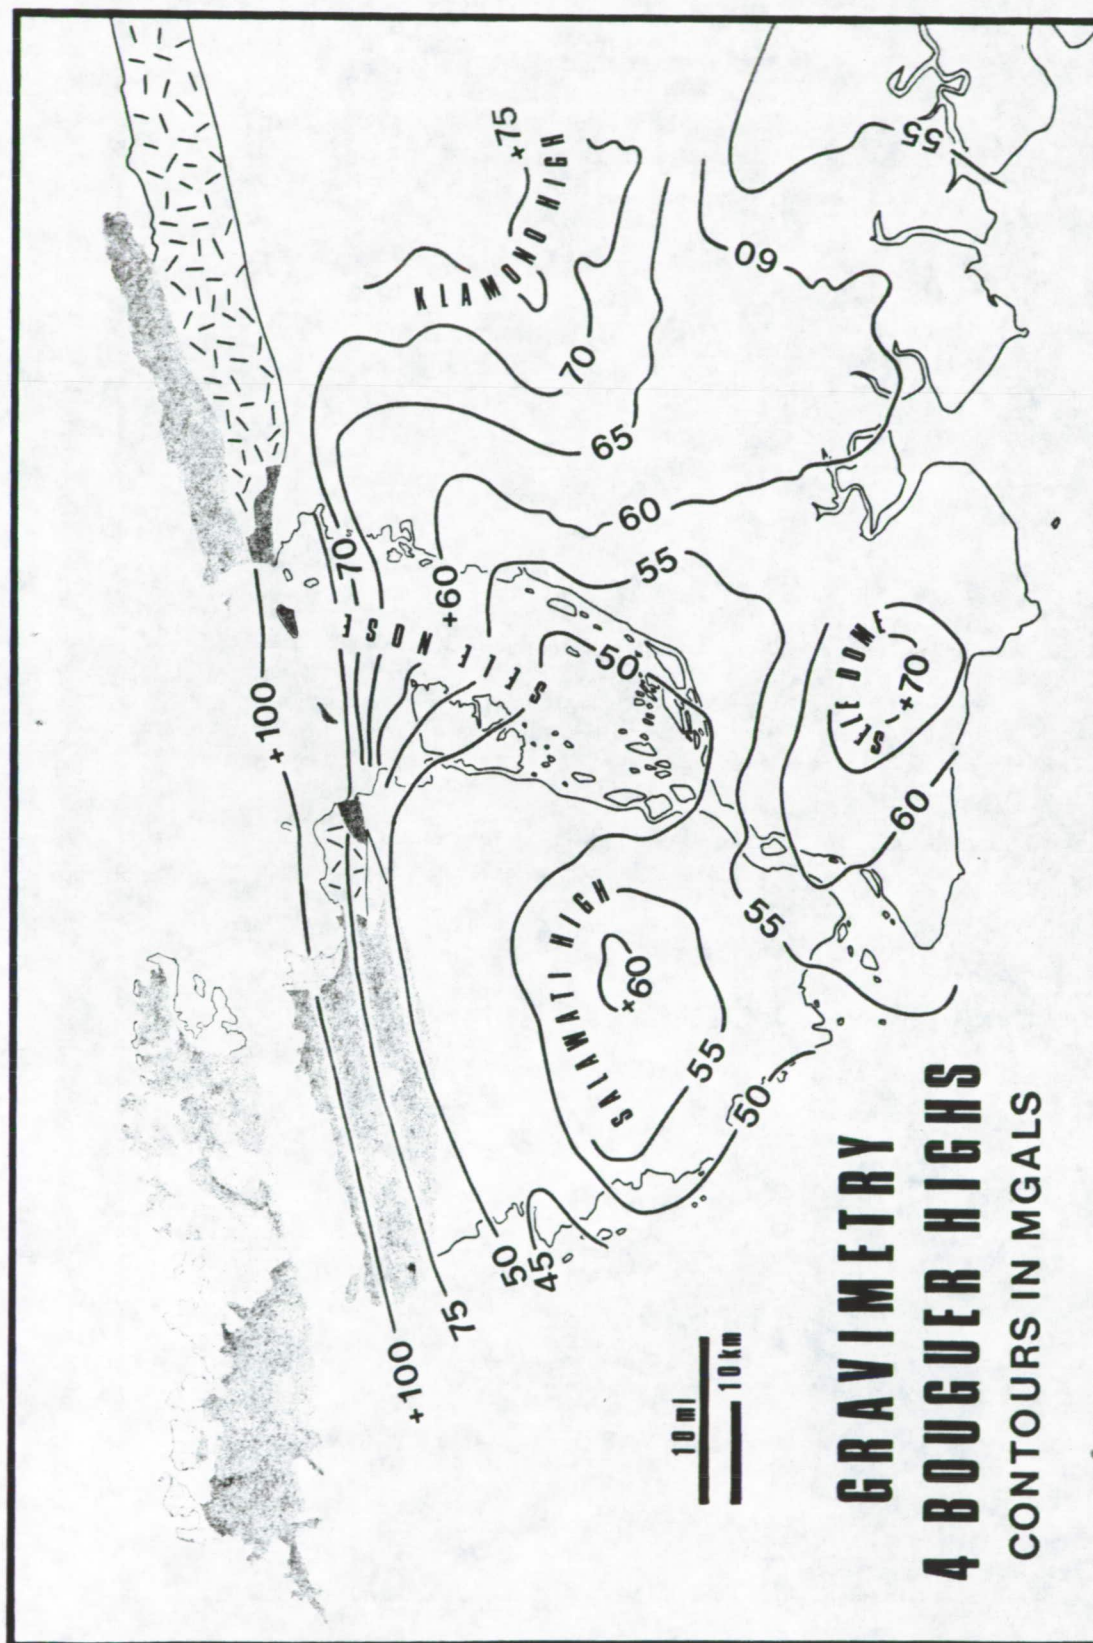 GRAVIMETRY
4 BOUGUER HIGHS
CONTOURS IN MGALS
10 mi
10 km
+100
75
50
45
+100
SALAWATI HIGH
+60
55
50
55
SELE NOSE
70
+60
50
55
60
65
70
KLAMONO HIGH
+75
SELE DOME
+70
60
60
55